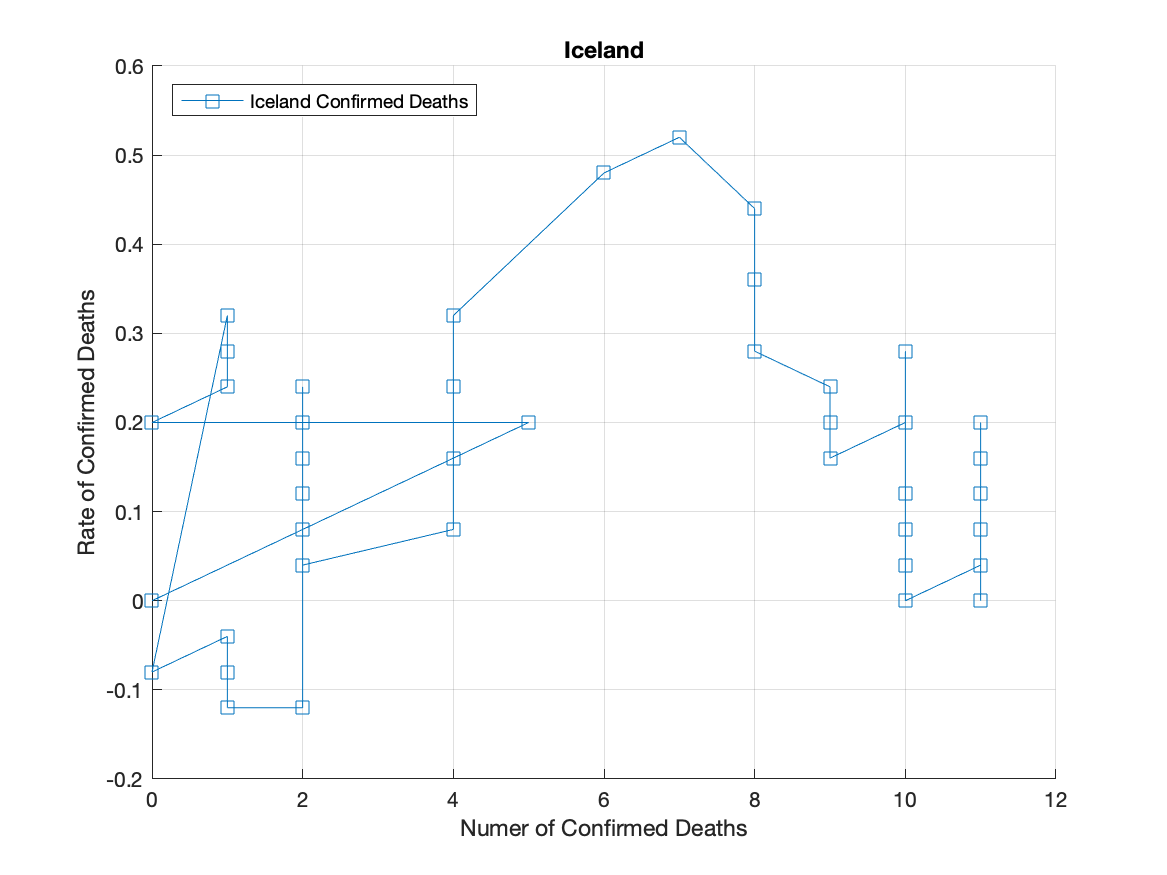 Iceland
Iceland Confirmed Deaths
0.6
0.5
0.4
0.3
0.2
0.1
0
-0.1
-0.2
Rate of Confirmed Deaths
0 2 4 6 8 10 12
Numer of Confirmed Deaths